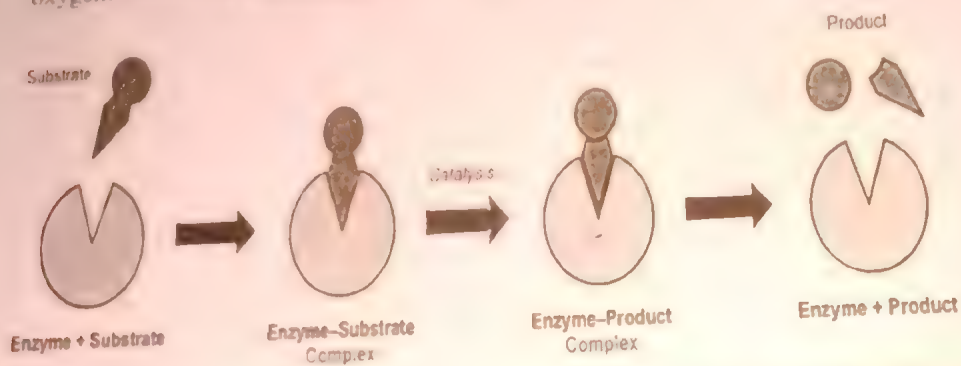 Product
Substrate
Catalysis
Enzyme + Substrate
Enzyme–Substrate
Complex
Enzyme–Product
Complex
Enzyme + Product